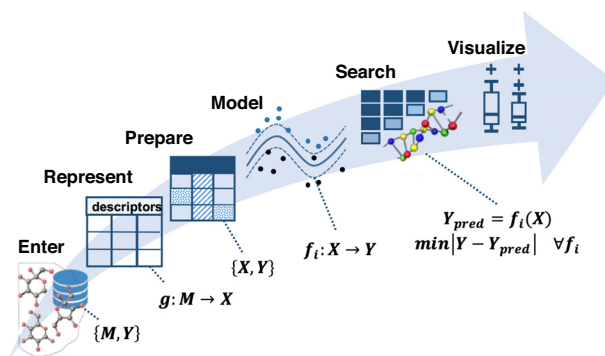 Enter
{M, Y}
Represent
descriptors
g: M → X
Prepare
{X, Y}
Model
f_i: X → Y
Search
Y_pred = f_i(X)
min|Y − Y_pred| ∀f_i
Visualize